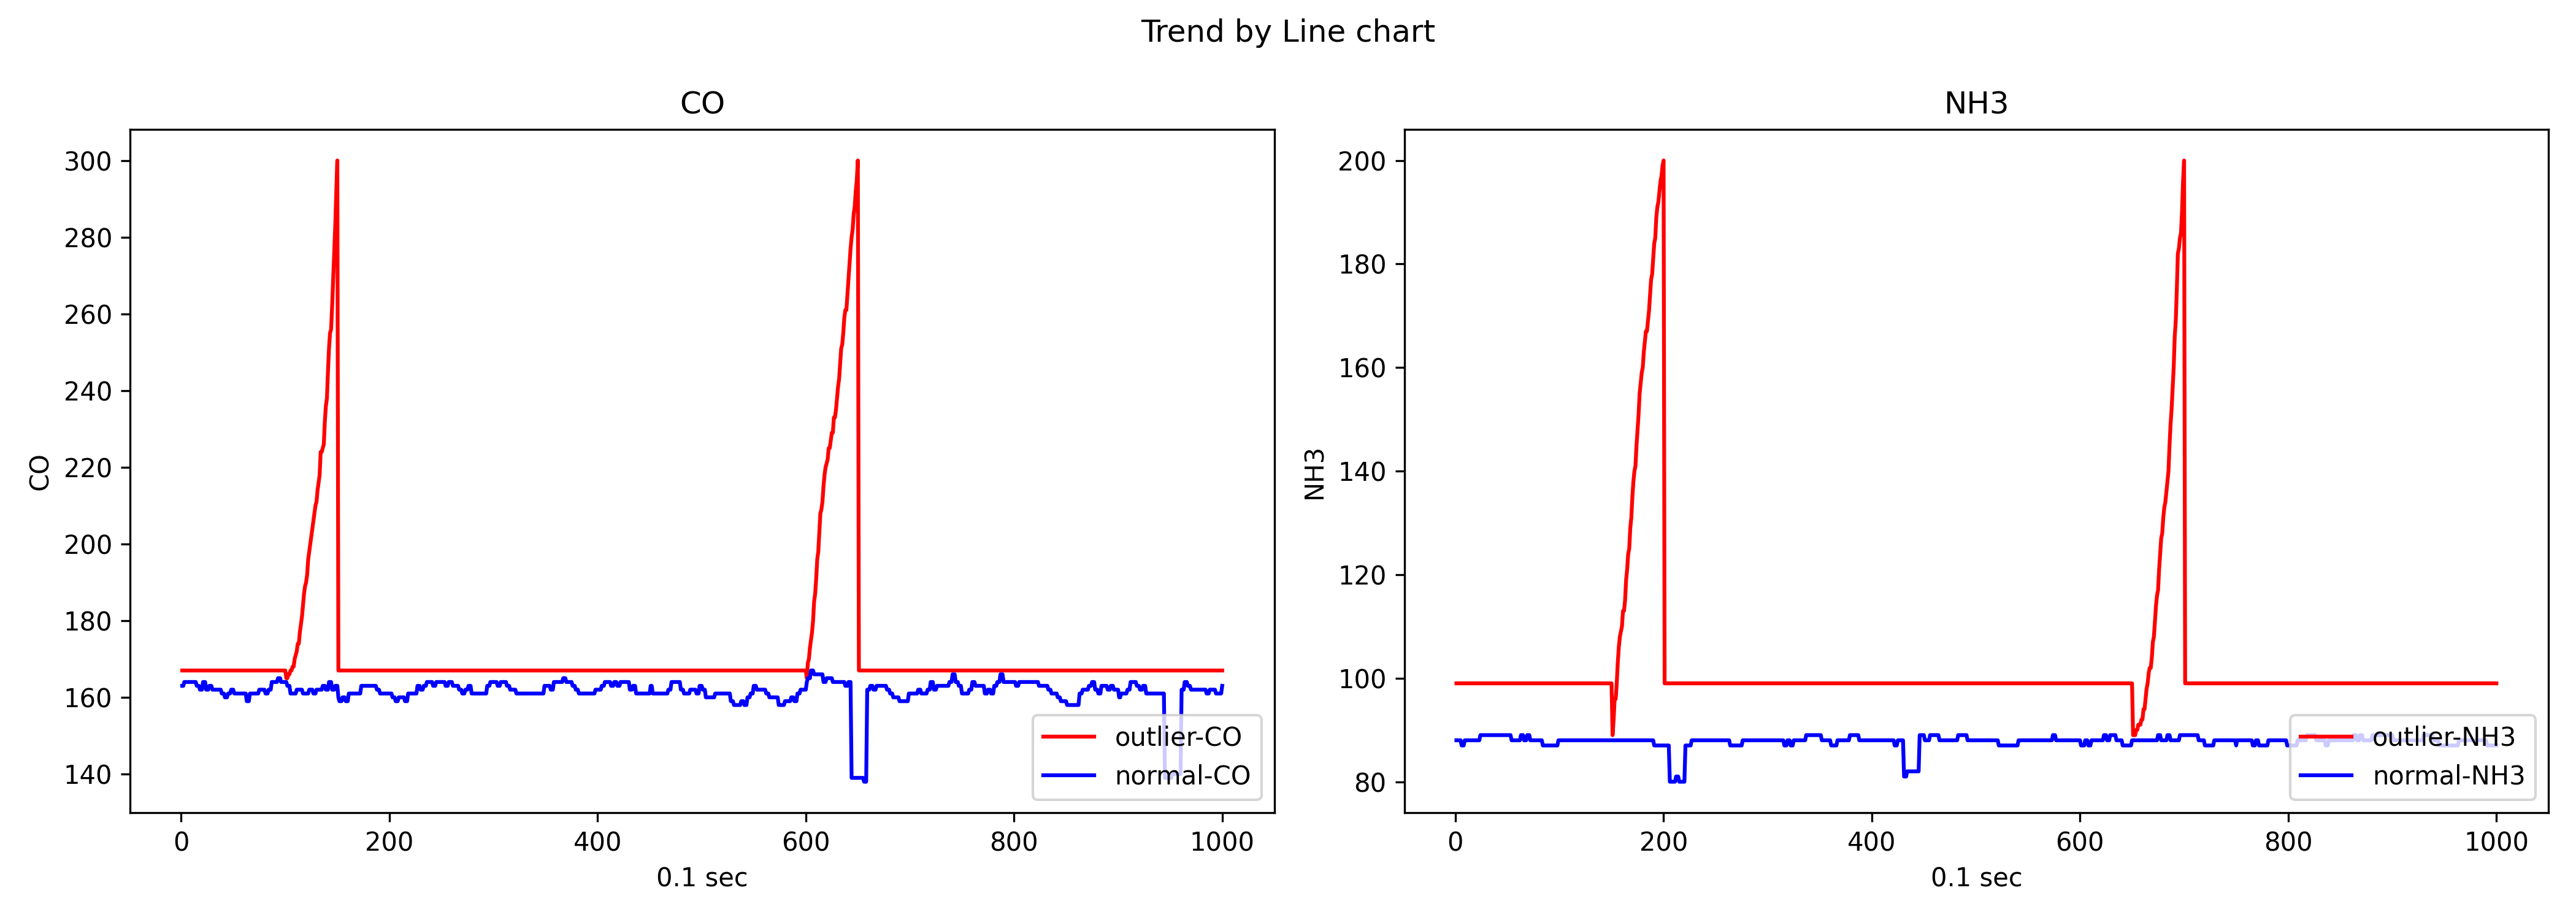 Trend by Line chart
CO
300
280
260
240
220
200
180
160
140
CO
0 200 400 600 800 1000
0.1 sec
outlier-CO
normal-CO
NH3
200
180
160
140
120
100
80
NH3
0 200 400 600 800 1000
0.1 sec
outlier-NH3
normal-NH3